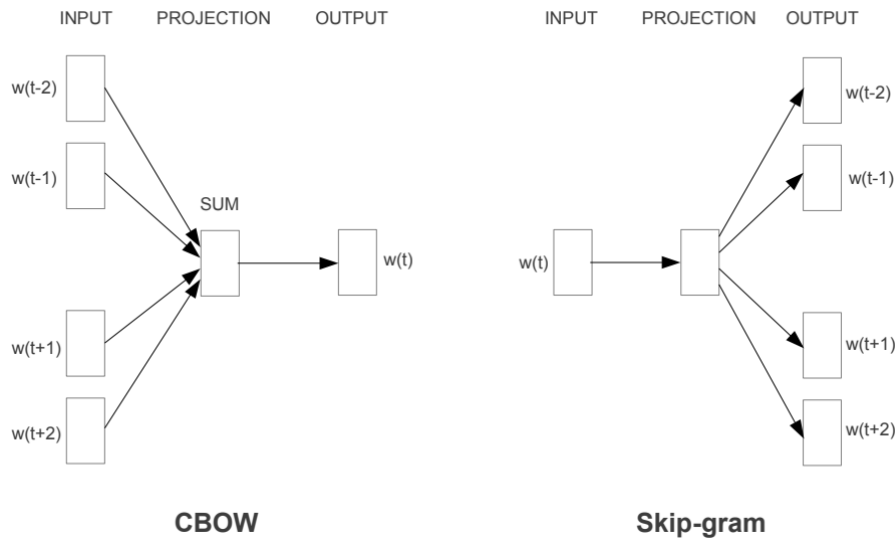 INPUT PROJECTION OUTPUT
w(t-2)
w(t-1)
SUM
w(t)
w(t+1)
w(t+2)
CBOW
INPUT PROJECTION OUTPUT
w(t-2)
w(t-1)
w(t)
w(t+1)
w(t+2)
Skip-gram